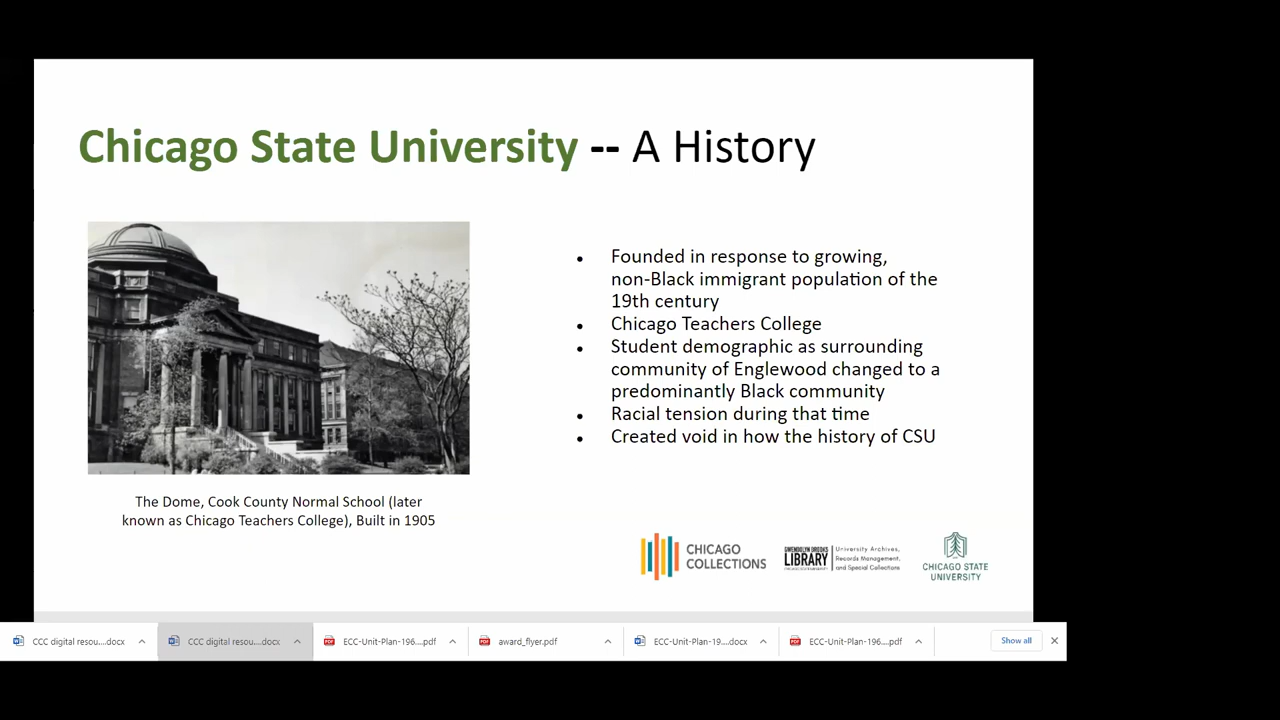 Chicago State University -- A History
Founded in response to growing,
non-Black immigrant population of the
19th century
Chicago Teachers College
Student demographic as surrounding
community of Englewood changed to a
predominantly Black community
Racial tension during that time
Created void in how the history of CSU
The Dome, Cook County Normal School (later
known as Chicago Teachers College), Built in 1905
CHICAGO
COLLECTIONS
GWENDOLYN BROOKS
LIBRARY
University Archives,
Records Management,
and Special Collections
CHICAGO STATE
UNIVERSITY
CCC digital resou....docx
CCC digital resou....docx
ECC-Unit-Plan-196....pdf
award_flyer.pdf
ECC-Unit-Plan-19....docx
ECC-Unit-Plan-196....pdf
Show all